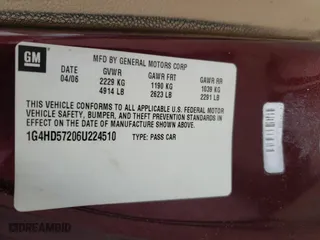 GM
MFD BY GENERAL MOTORS CORP
04/06 GVWR GAWR FRT GAWR RR
2229 KG 1190 KG 1039 KG
4914 LB 2623 LB 2291 LB
THIS VEHICLE CONFORMS TO ALL APPLICABLE U.S. FEDERAL MOTOR
VEHICLE SAFETY, BUMPER, AND THEFT PREVENTION STANDARDS
IN EFFECT ON THE DATE OF MANUFACTURE SHOWN ABOVE.
1G4HD57206U224510 TYPE: PASS CAR
DREAMBID